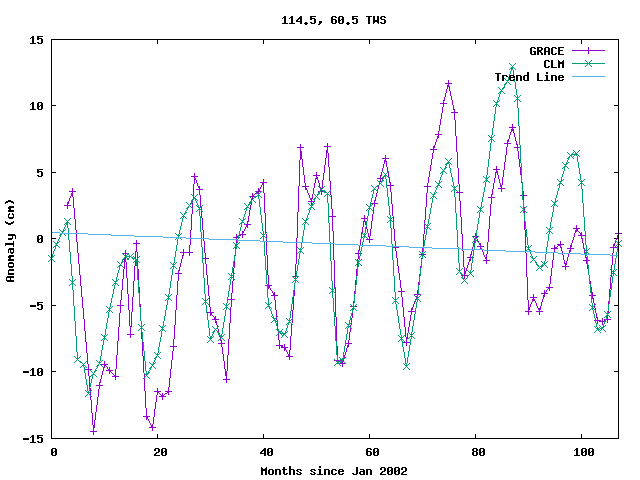 114.5, 60.5 TWS
GRACE
CLM
Trend Line
15
10
5
0
-5
-10
-15
Anomaly (cm)
0 20 40 60 80 100
Months since Jan 2002